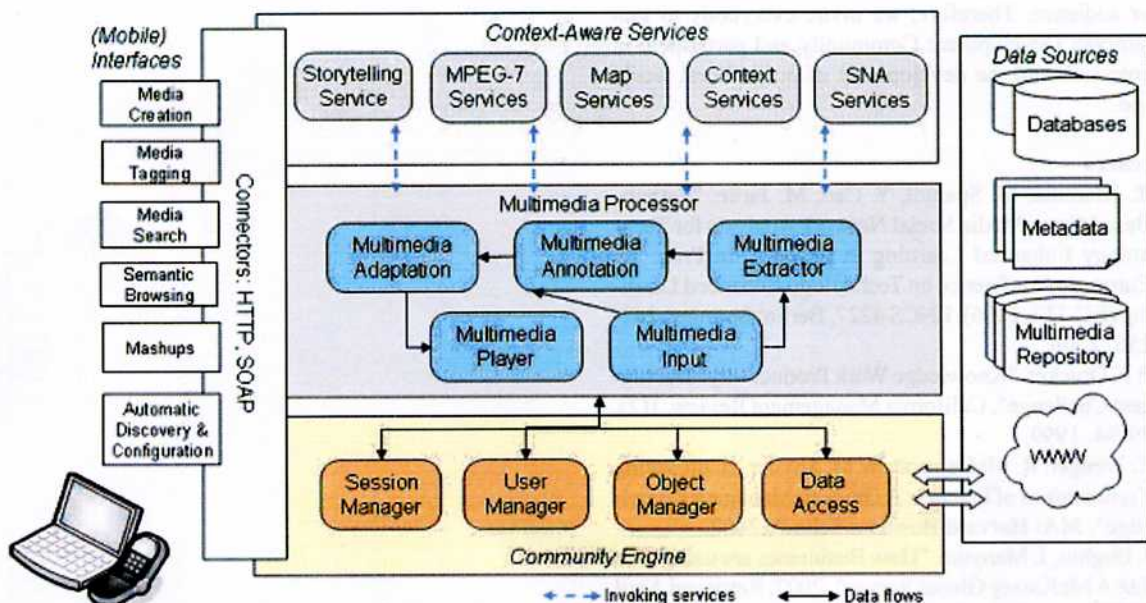 (Mobile)
Interfaces
Media
Creation
Media
Tagging
Media
Search
Semantic
Browsing
Mashups
Automatic
Discovery &
Configuration
Connectors: HTTP, SOAP
Context-Aware Services
Storytelling
Service
MPEG-7
Services
Map
Services
Context
Services
SNA
Services
Multimedia Processor
Multimedia
Adaptation
Multimedia
Annotation
Multimedia
Extractor
Multimedia
Player
Multimedia
Input
Session
Manager
User
Manager
Object
Manager
Data
Access
Community Engine
Data Sources
Databases
Metadata
Multimedia
Repository
WWW
Invoking services
Data flows